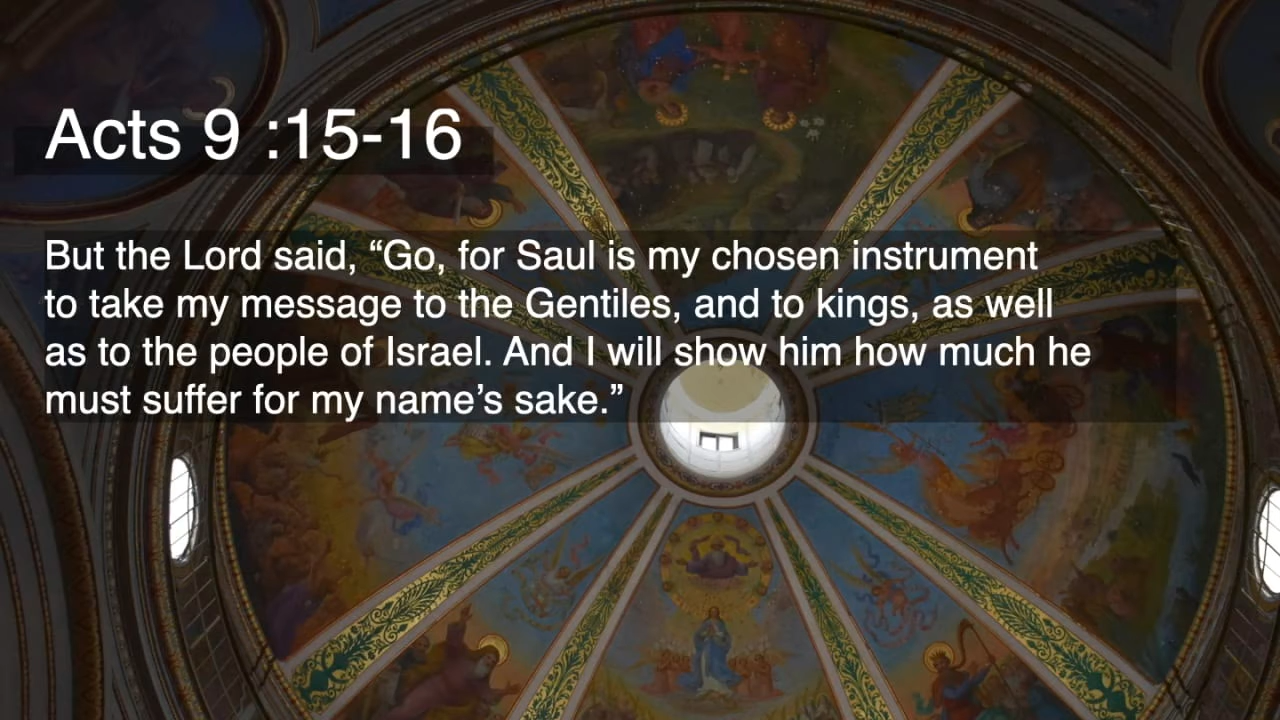 Acts 9 :15-16
But the Lord said, “Go, for Saul is my chosen instrument
to take my message to the Gentiles, and to kings, as well
as to the people of Israel. And I will show him how much he
must suffer for my name’s sake.”